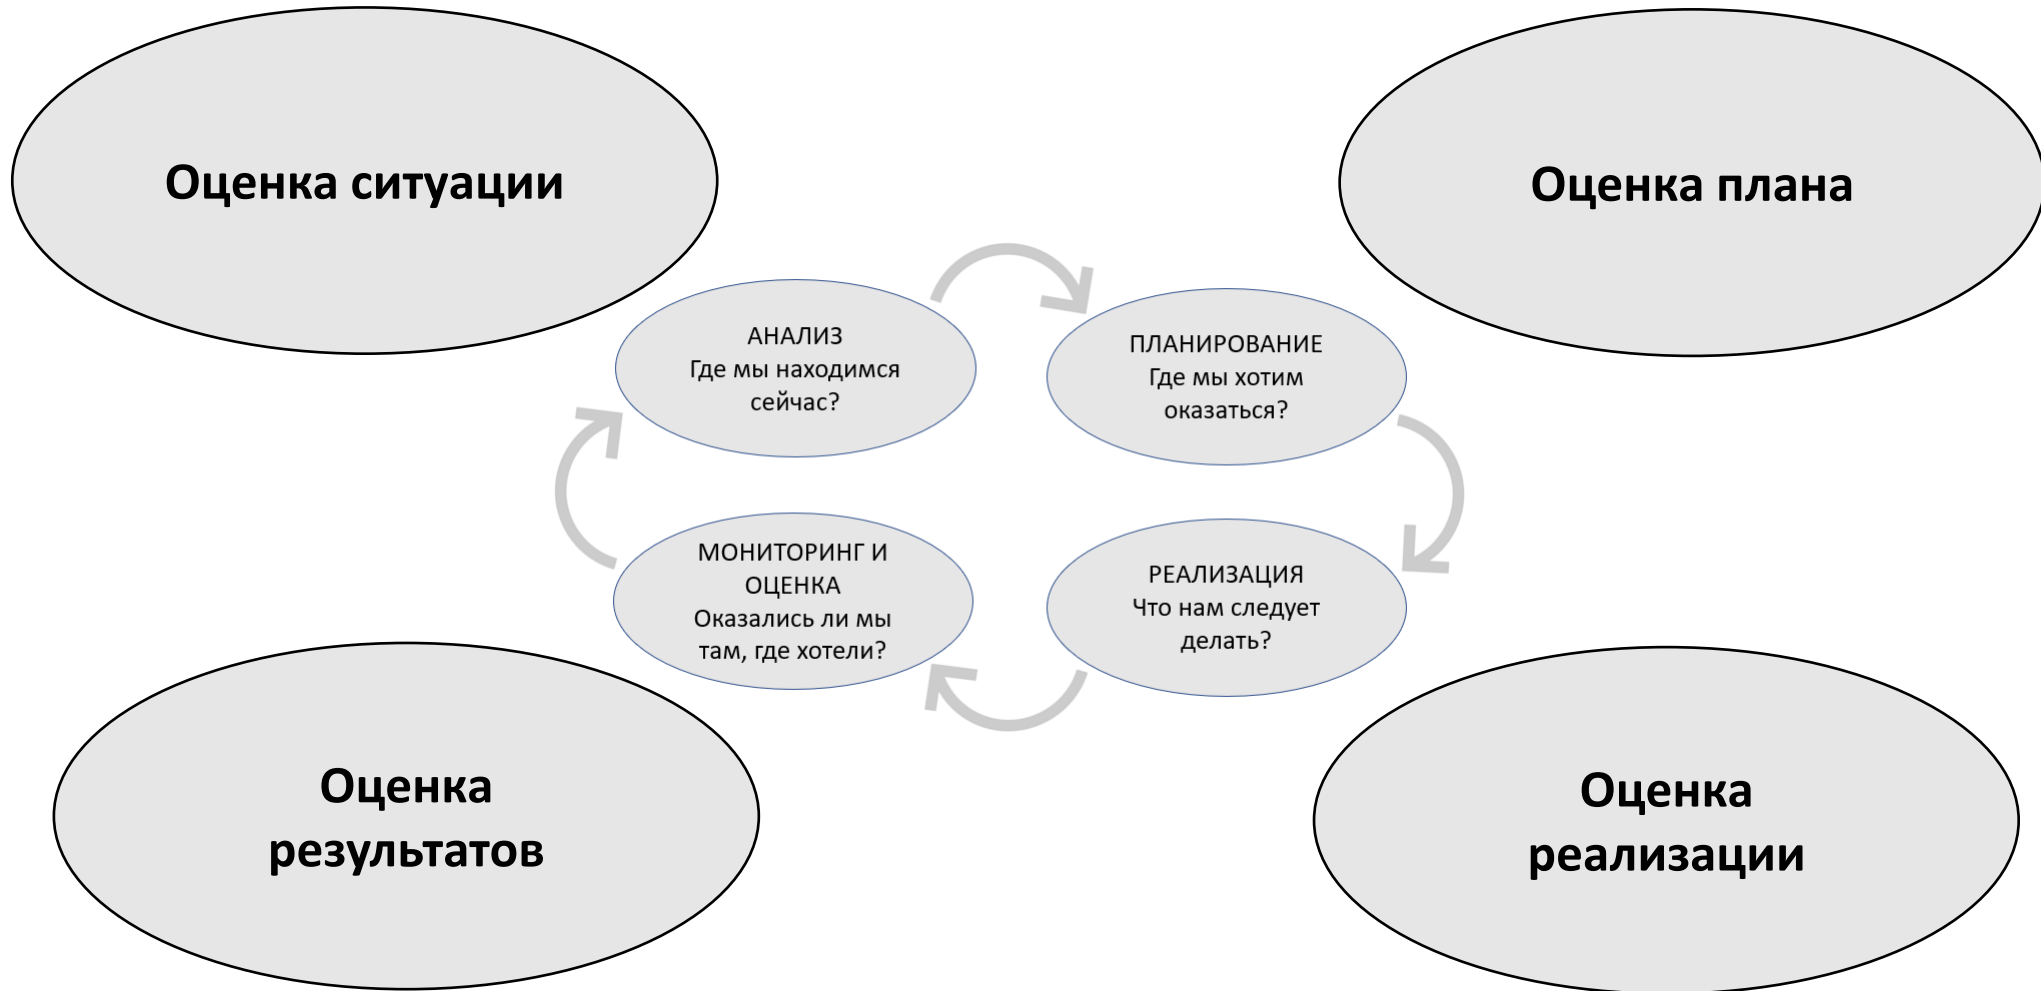 Оценка ситуации
Оценка плана
АНАЛИЗ
Где мы находимся
сейчас?
ПЛАНИРОВАНИЕ
Где мы хотим
оказаться?
МОНИТОРИНГ И
ОЦЕНКА
Оказались ли мы
там, где хотели?
РЕАЛИЗАЦИЯ
Что нам следует
делать?
Оценка
результатов
Оценка
реализации